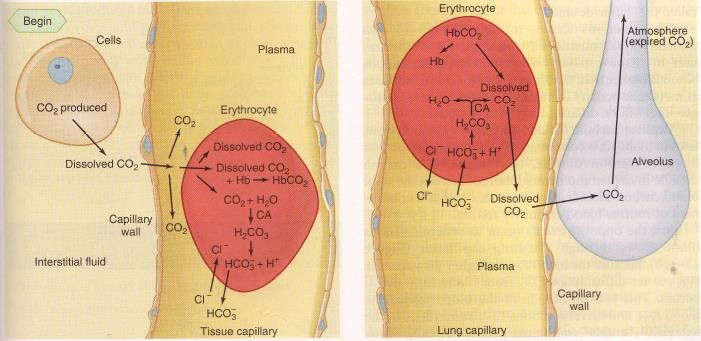 Begin
Cells
CO2 produced
Dissolved CO2
Capillary
wall
Interstitial fluid
Plasma
Erythrocyte
CO2
Dissolved CO2
Dissolved CO2
+ Hb → HbCO2
CO2 + H2O
CA
H2CO3
HCO3⁻ + H⁺
Cl⁻
CO2
Cl⁻
HCO3⁻
Tissue capillary
Erythrocyte
HbCO2
Hb
Dissolved
H2O CO2
CA
H2CO3
Cl⁻ HCO3⁻ + H⁺
Cl⁻ HCO3⁻
Dissolved
CO2
Plasma
Lung capillary
Capillary
wall
Atmosphere
(expired CO2)
Alveolus
CO2